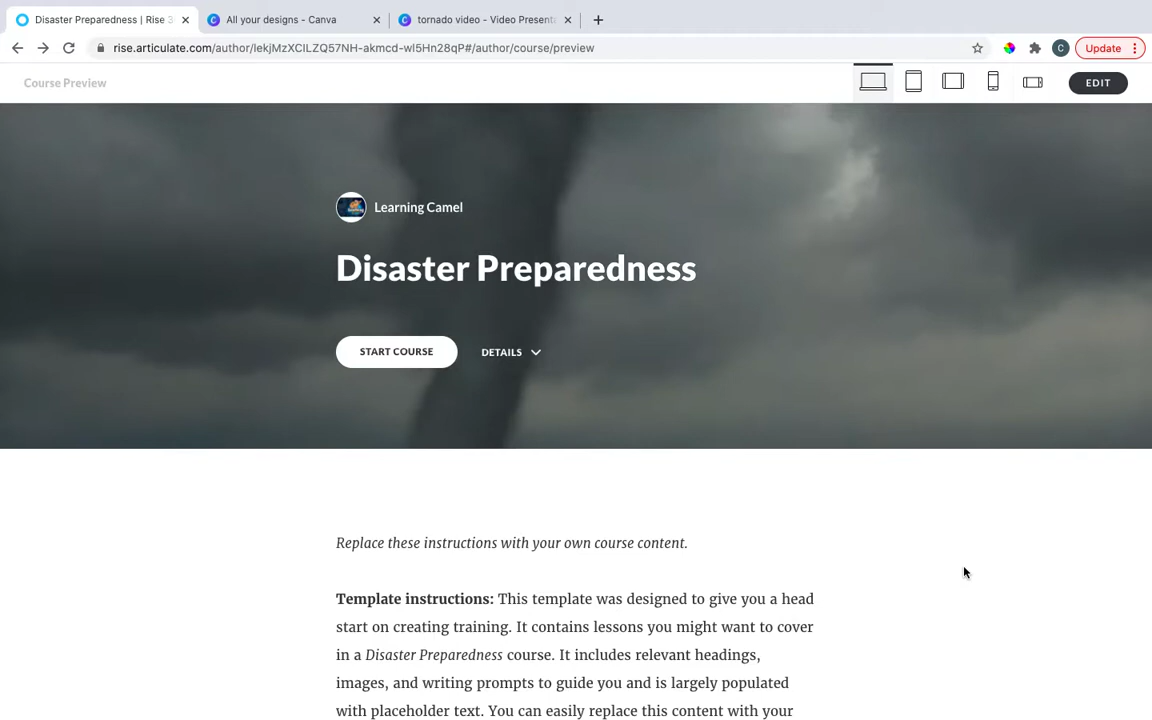 Disaster Preparedness | Rise 3
All your designs - Canva
tornado video - Video Present
rise.articulate.com/author/IekjMzXCILZQ57NH-akmcd-wl5Hn28qP#/author/course/preview
C
Update
Course Preview
EDIT
Learning Camel
Disaster Preparedness
START COURSE
DETAILS
Replace these instructions with your own course content.
Template instructions: This template was designed to give you a head
start on creating training. It contains lessons you might want to cover
in a Disaster Preparedness course. It includes relevant headings,
images, and writing prompts to guide you and is largely populated
with placeholder text. You can easily replace this content with your